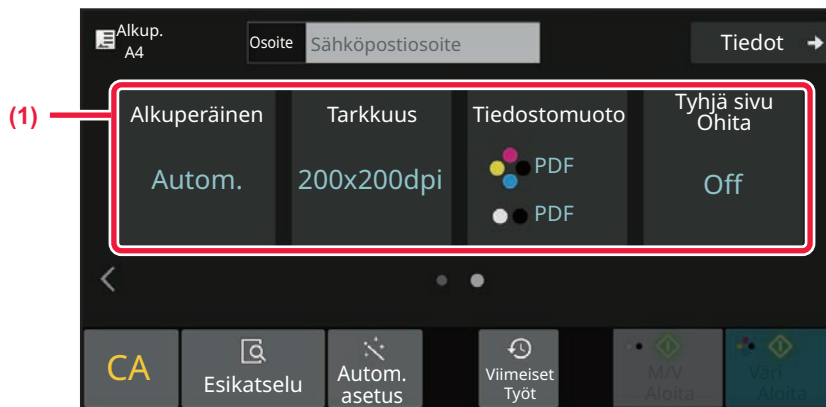 Alkup.
A4
Osoite
Sähköpostiosoite
Tiedot
(1)
Alkuperäinen
Autom.
Tarkkuus
200x200dpi
Tiedostomuoto
PDF
PDF
Tyhjä sivu
Ohita
Off
CA
Esikatselu
Autom.
asetus
Viimeiset
Työt
M/V
Aloita
Väri
Aloita